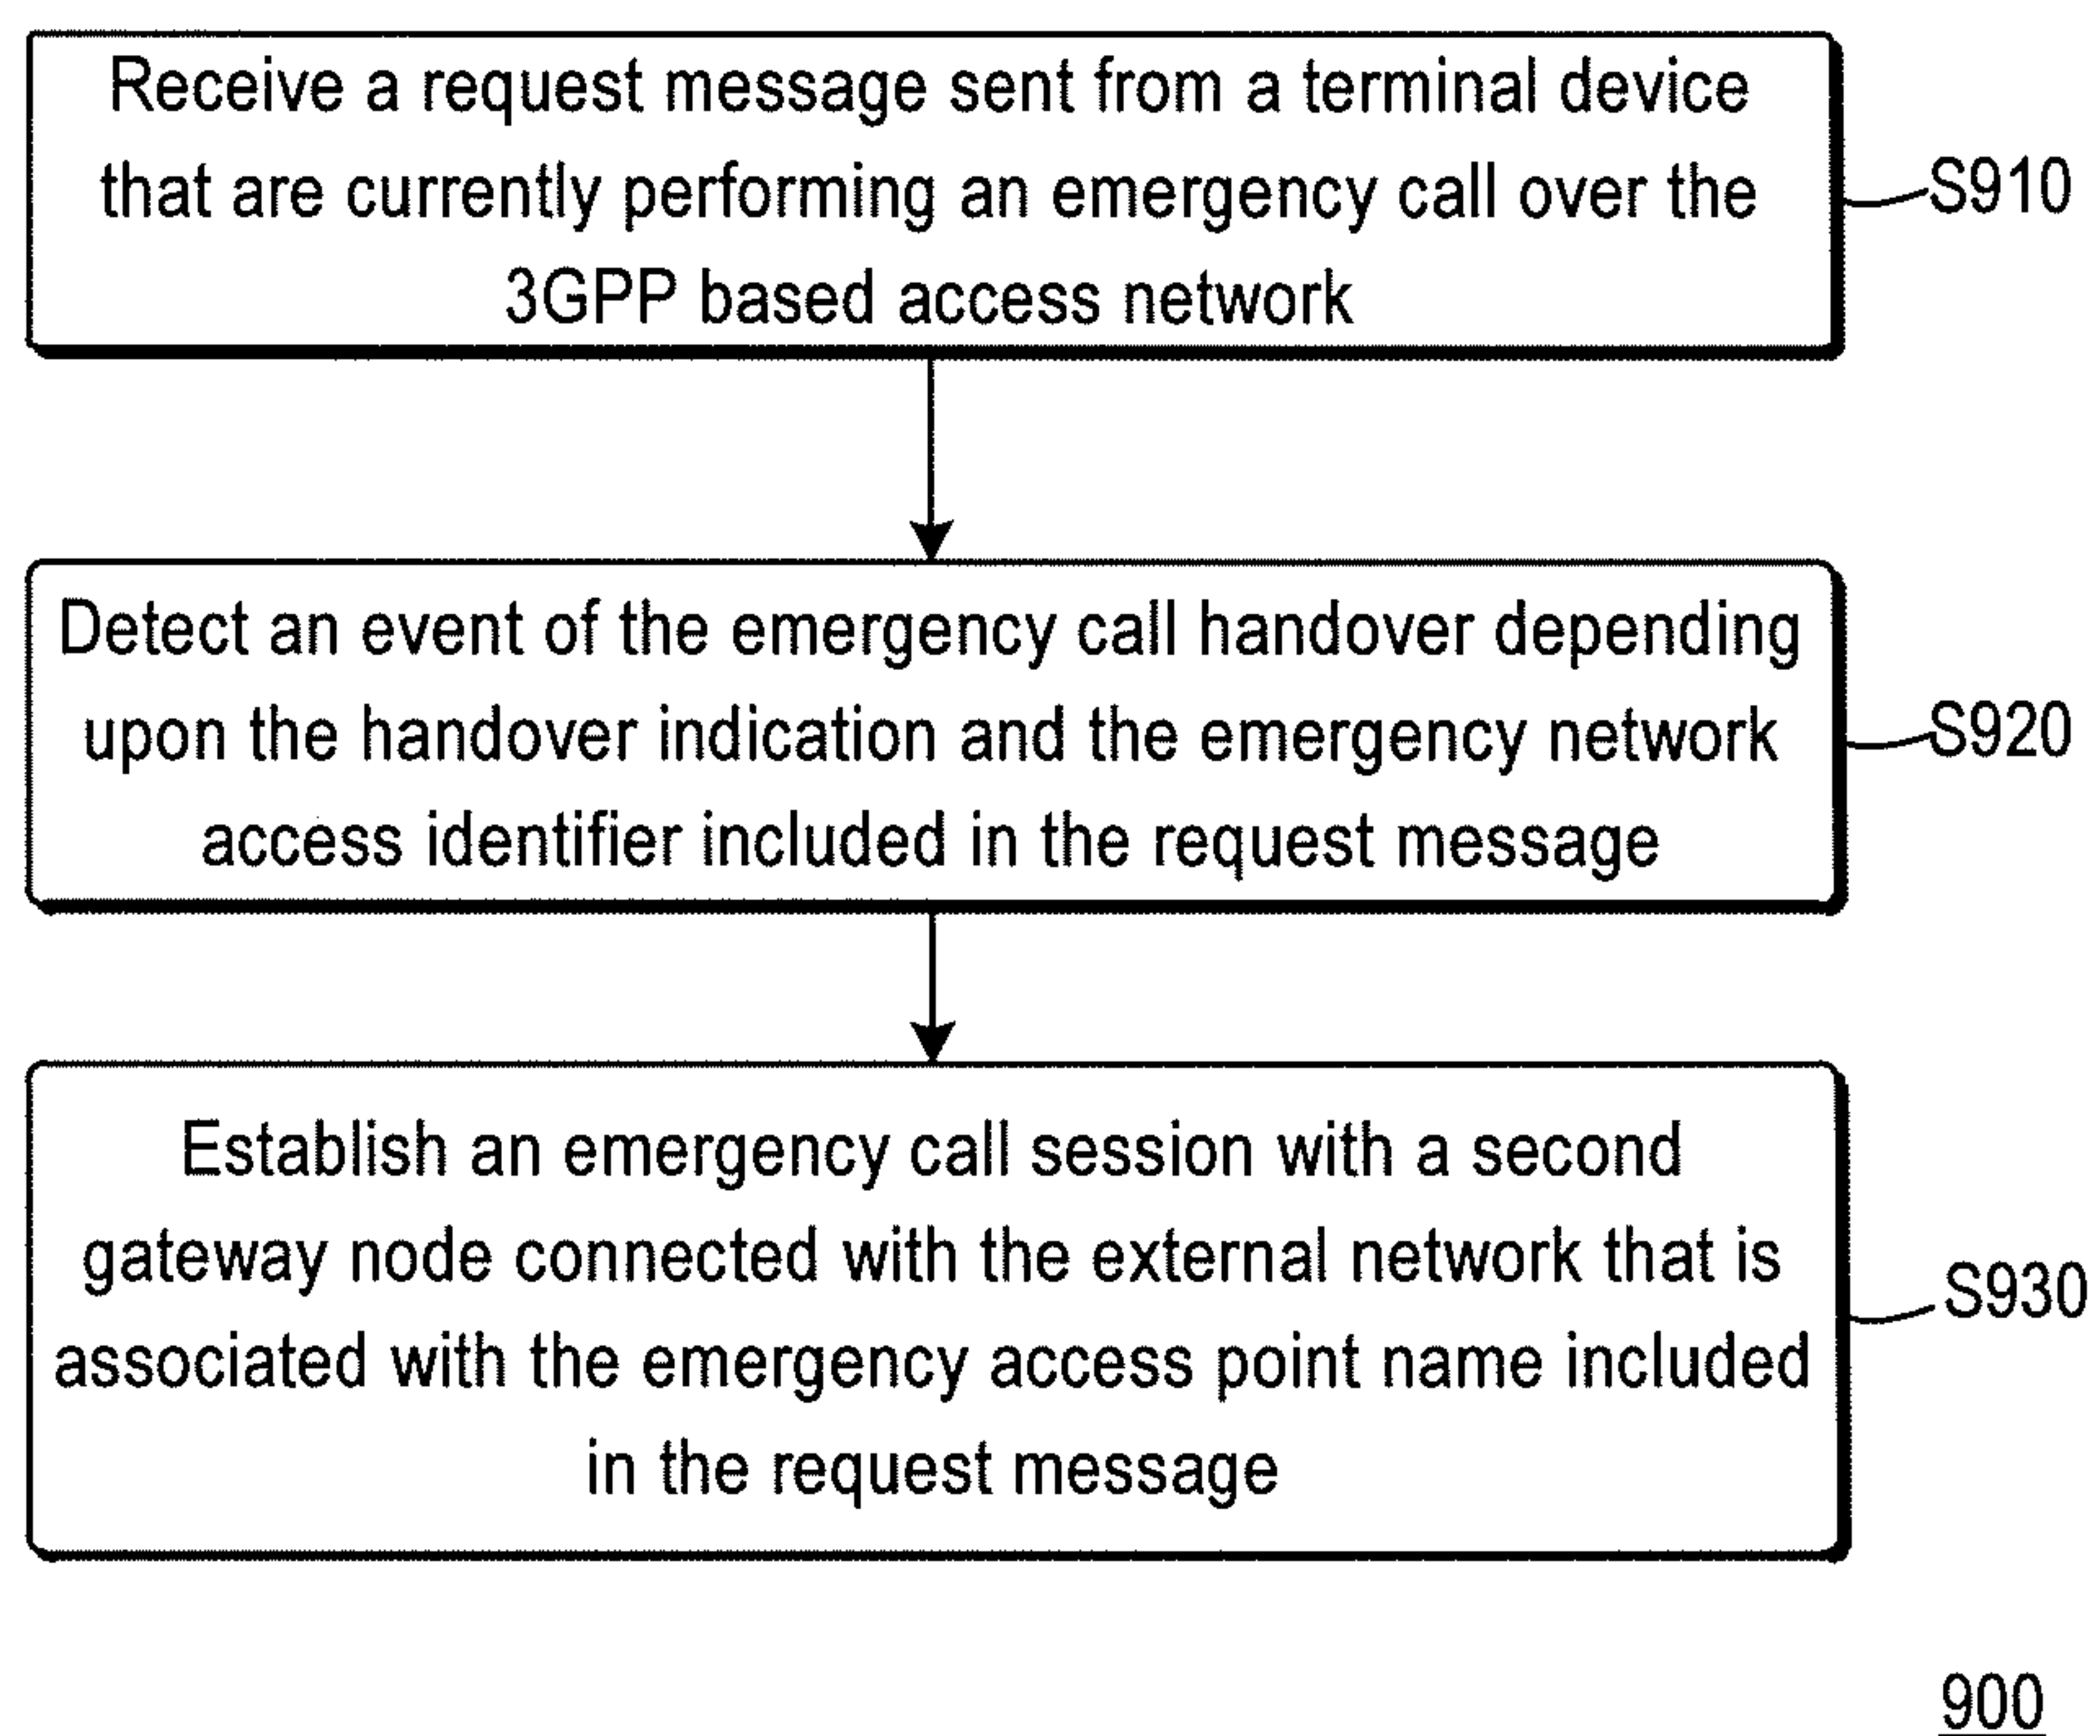 Receive a request message sent from a terminal device
that are currently performing an emergency call over the
3GPP based access network
S910
Detect an event of the emergency call handover depending
upon the handover indication and the emergency network
access identifier included in the request message
S920
Establish an emergency call session with a second
gateway node connected with the external network that is
associated with the emergency access point name included
in the request message
S930
900